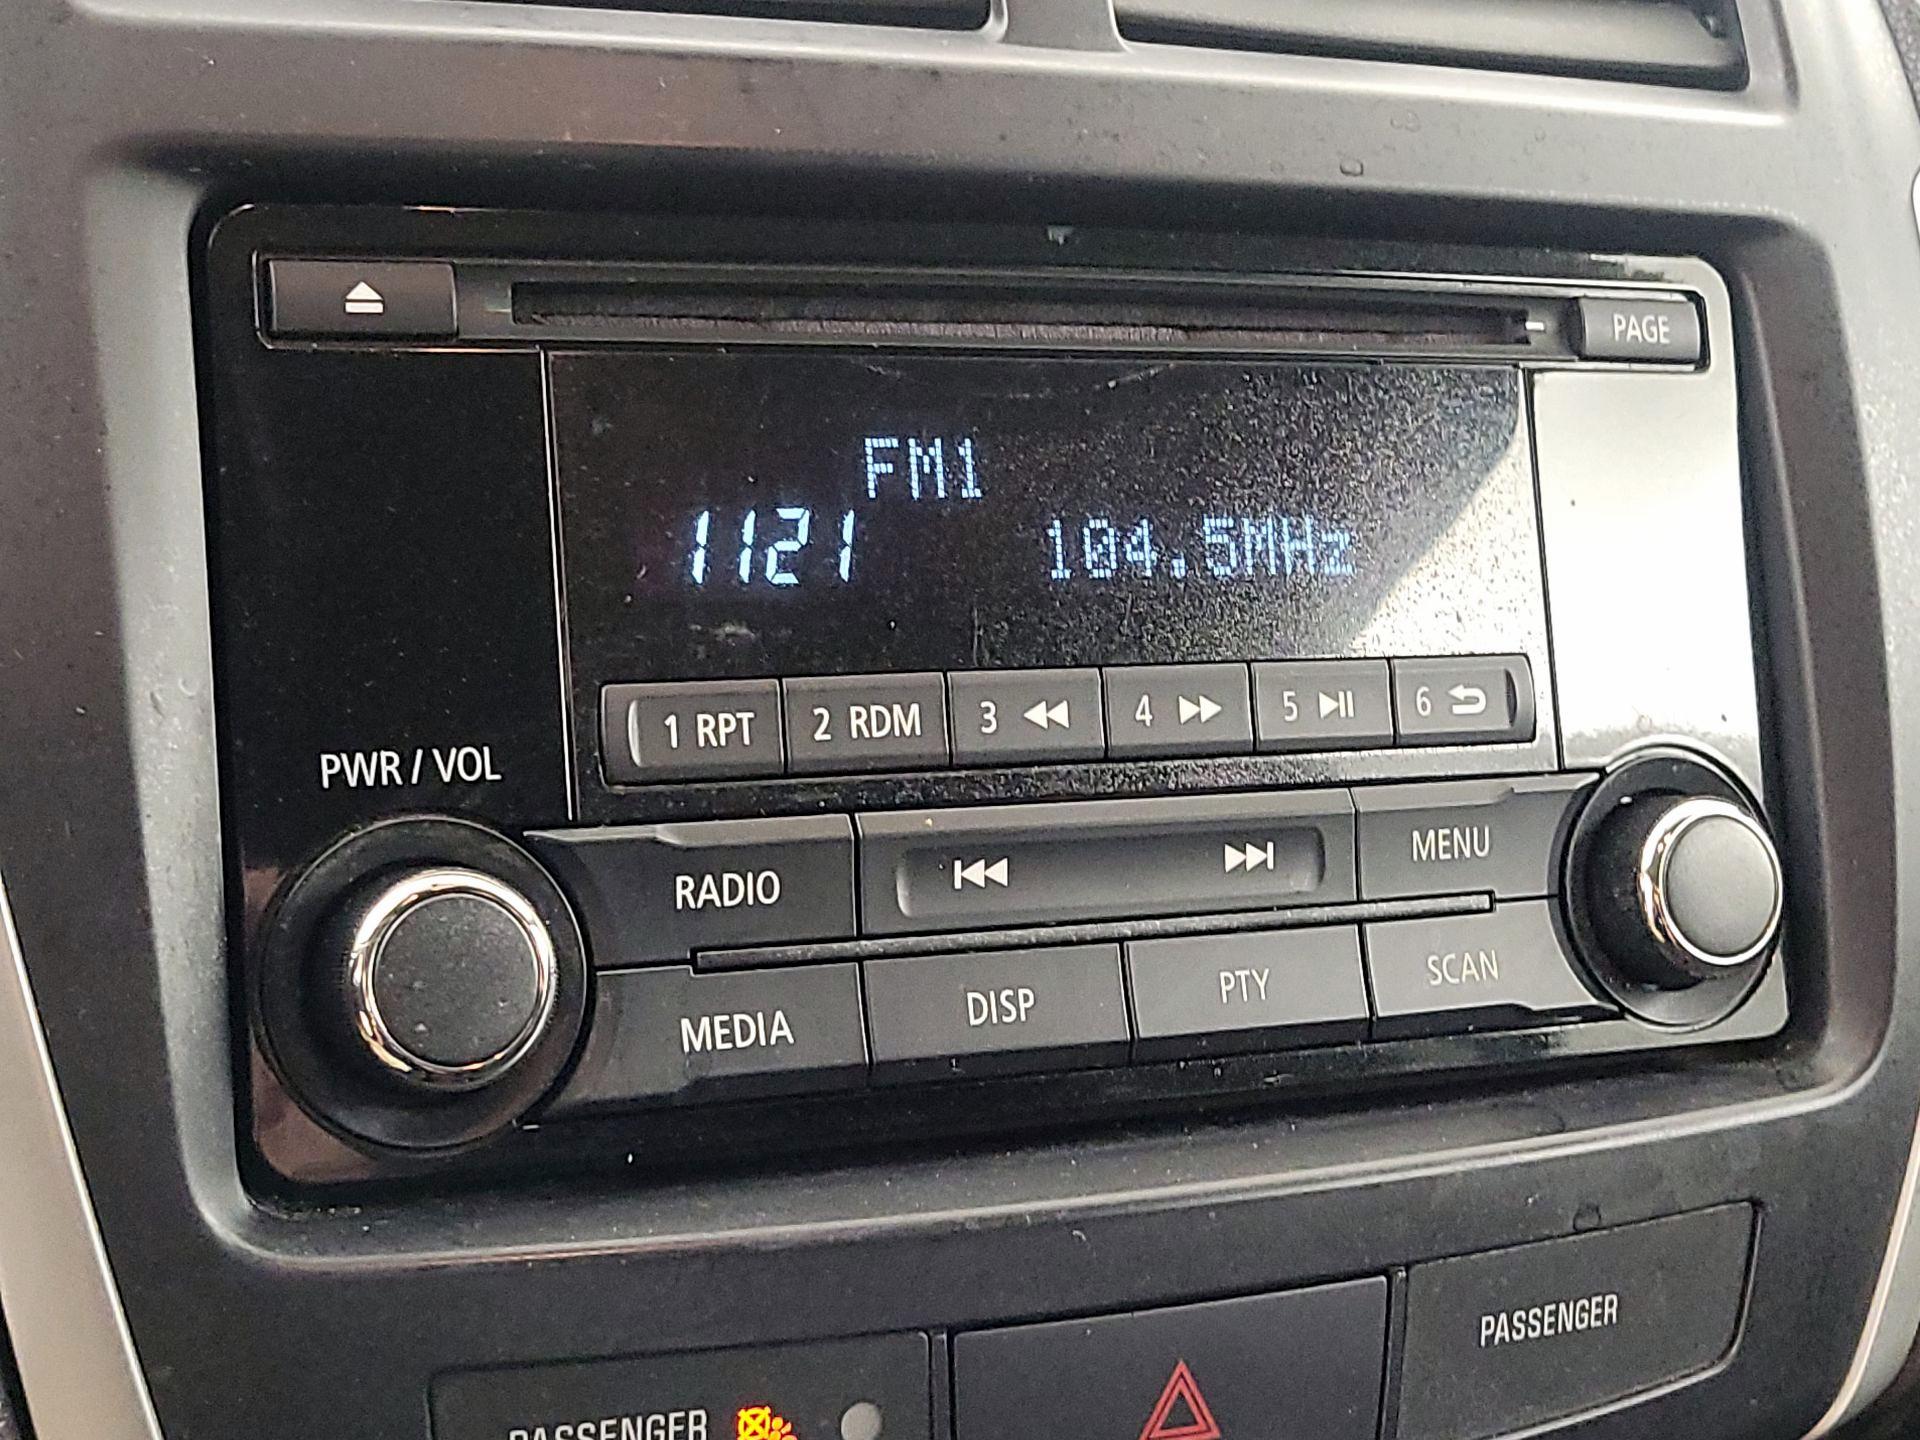 PAGE
FM1
1121 104.5MHz
1 RPT 2 RDM 3 4 5 6
PWR / VOL
RADIO MENU
MEDIA DISP PTY SCAN
PASSENGER
PASSENGER